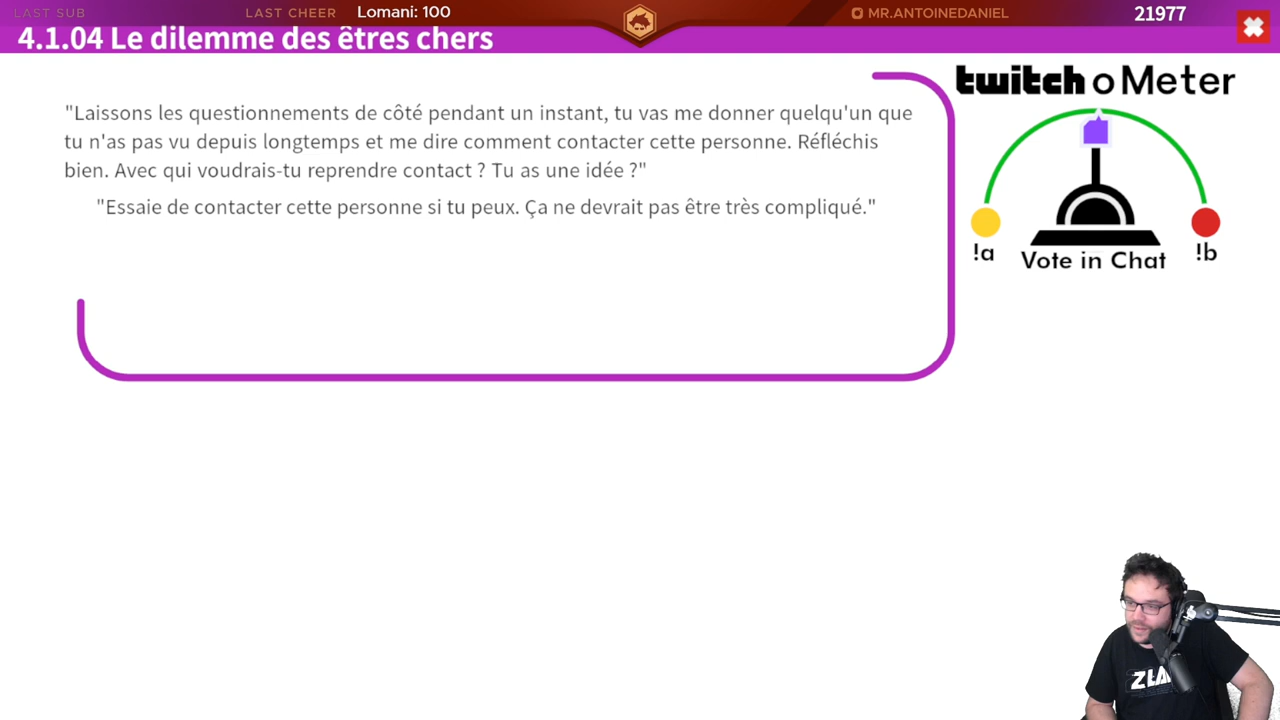 LAST SUB
LAST CHEER
Lomani: 100
MR.ANTOINEDANIEL
21977
4.1.04 Le dilemme des êtres chers
"Laissons les questionnements de côté pendant un instant, tu vas me donner quelqu'un que
tu n'as pas vu depuis longtemps et me dire comment contacter cette personne. Réfléchis
bien. Avec qui voudrais-tu reprendre contact ? Tu as une idée ?"
"Essaie de contacter cette personne si tu peux. Ça ne devrait pas être très compliqué."
twitch o Meter
!a
Vote in Chat
!b